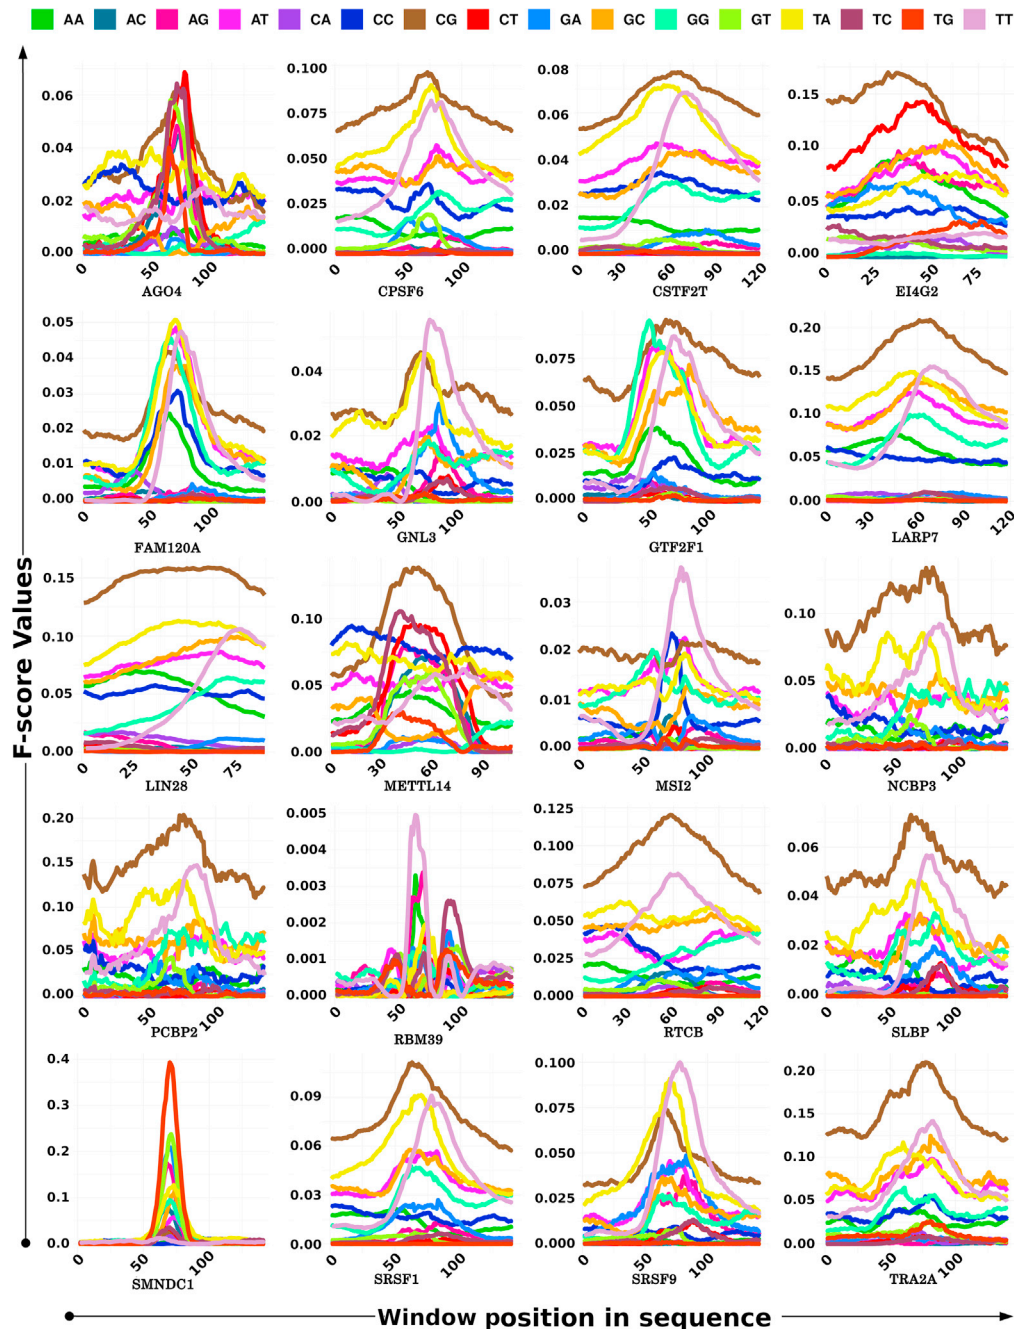 AA AC AG AT CA CC CG CT GA GC GG GT TA TC TG TT
F-score Values
0.06 0.04 0.02 0.00
0 50 100
AGO4
0.100 0.075 0.050 0.025 0.000
0 50 100
CPSF6
0.08 0.06 0.04 0.02 0.00
0 30 60 90 120
CSTF2T
0.15 0.10 0.05 0.00
0 25 50 75
EI4G2
0.05 0.04 0.03 0.02 0.01 0.00
0 50 100
FAM120A
0.04 0.02 0.00
0 50 100
GNL3
0.075 0.050 0.025 0.000
0 50 100
GTF2F1
0.20 0.15 0.10 0.05 0.00
0 30 60 90 120
LARP7
0.15 0.10 0.05 0.00
0 25 50 75
LIN28
0.10 0.05 0.00
0 30 60 90
METTL14
0.03 0.02 0.01 0.00
0 50 100
MSI2
0.10 0.05 0.00
0 50 100
NCBP3
0.20 0.15 0.10 0.05 0.00
0 50 100
PCBP2
0.005 0.004 0.003 0.002 0.001 0.000
0 50 100
RBM39
0.125 0.100 0.075 0.050 0.025 0.000
0 30 60 90 120
RTCB
0.06 0.04 0.02 0.00
0 50 100
SLBP
0.4 0.3 0.2 0.1 0.0
0 50 100
SMNDC1
0.09 0.06 0.03 0.00
0 50 100
SRSF1
0.100 0.075 0.050 0.025 0.000
0 50 100
SRSF9
0.20 0.15 0.10 0.05 0.00
0 50 100
TRA2A
Window position in sequence